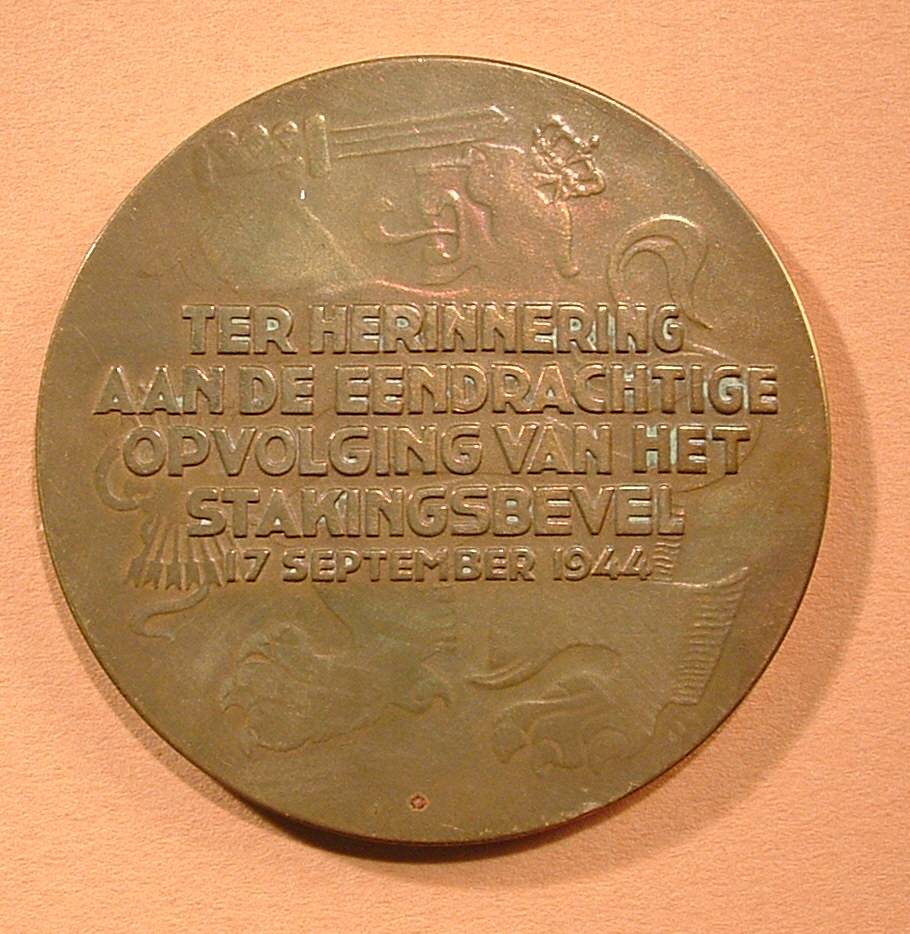 TER HERINNERING
AAN DE EENDRACHTIGE
OPVOLGING VAN HET
STAKINGSBEVEL
17 SEPTEMBER 1944